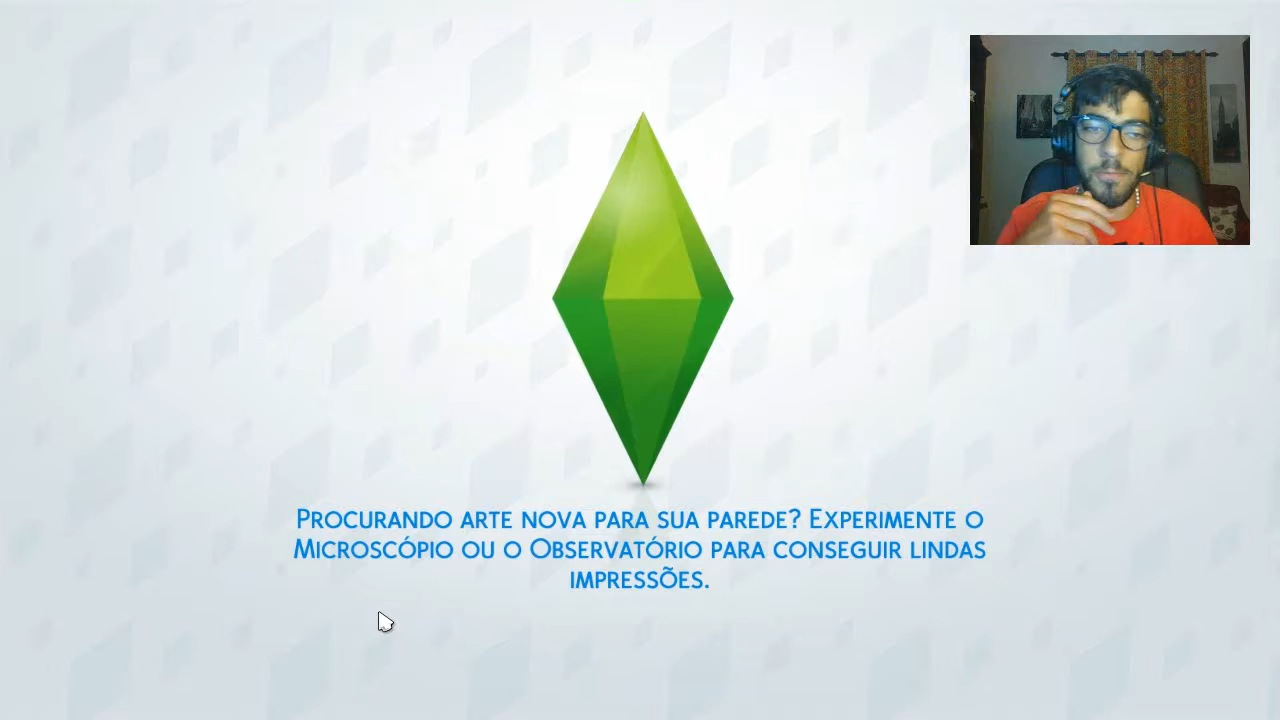 Procurando arte nova para sua parede? Experimente o
Microscópio ou o Observatório para conseguir lindas
impressões.